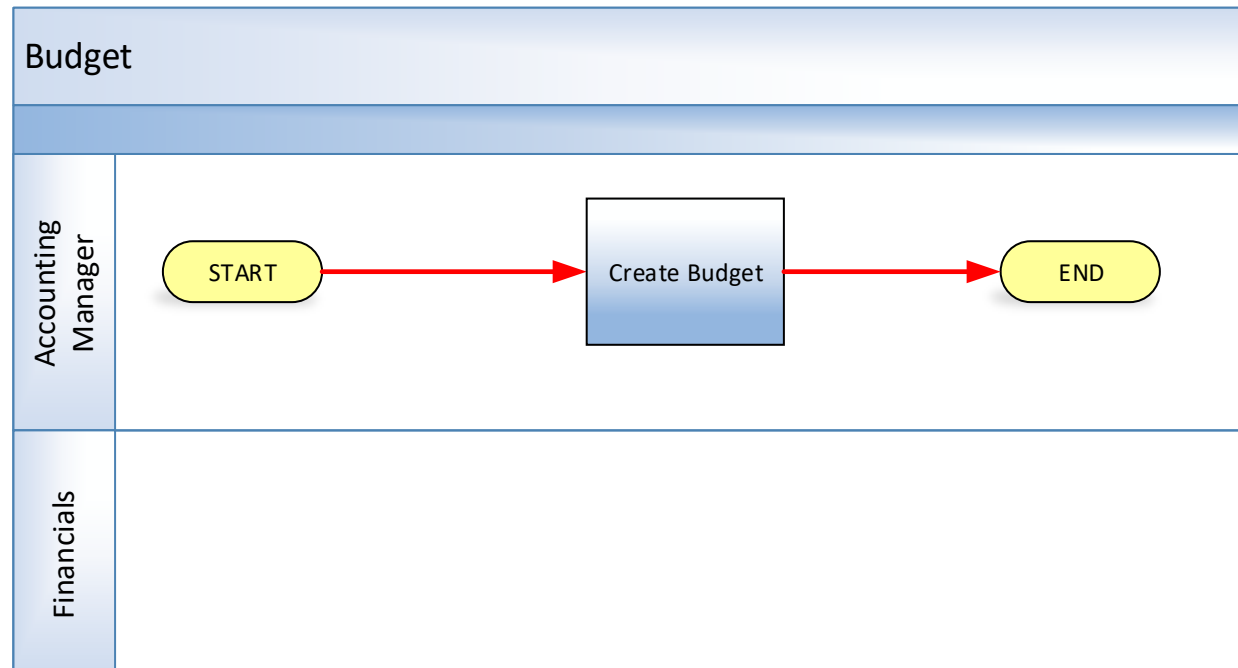 Budget
Accounting
Manager
START
Create Budget
END
Financials